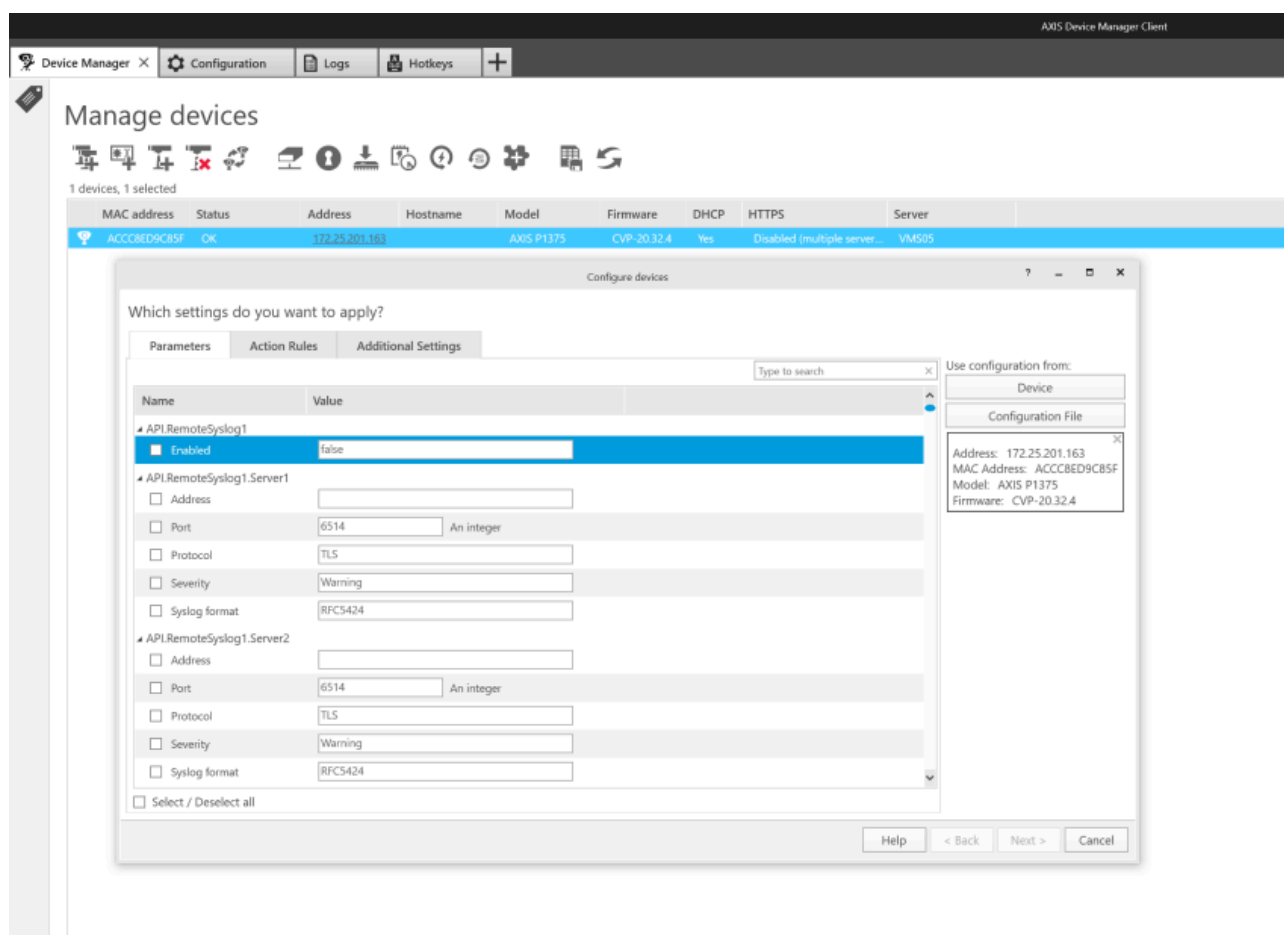 AXIS Device Manager Client
Device Manager Configuration Logs Hotkeys
Manage devices
1 devices, 1 selected
MAC address Status Address Hostname Model Firmware DHCP HTTPS Server
ACCC8ED9C85F OK 172.25.201.163 AXIS P1375 CVP-20.32.4 Yes Disabled (multiple server... VMS05
Configure devices
Which settings do you want to apply?
Parameters Action Rules Additional Settings
Type to search
Name Value
API.RemoteSyslog1
Enabled false
API.RemoteSyslog1.Server1
Address
Port 6514 An integer
Protocol TLS
Severity Warning
Syslog format RFC5424
API.RemoteSyslog1.Server2
Address
Port 6514 An integer
Protocol TLS
Severity Warning
Syslog format RFC5424
Select / Deselect all
Use configuration from:
Device
Configuration File
Address: 172.25.201.163
MAC Address: ACCC8ED9C85F
Model: AXIS P1375
Firmware: CVP-20.32.4
Help < Back Next > Cancel